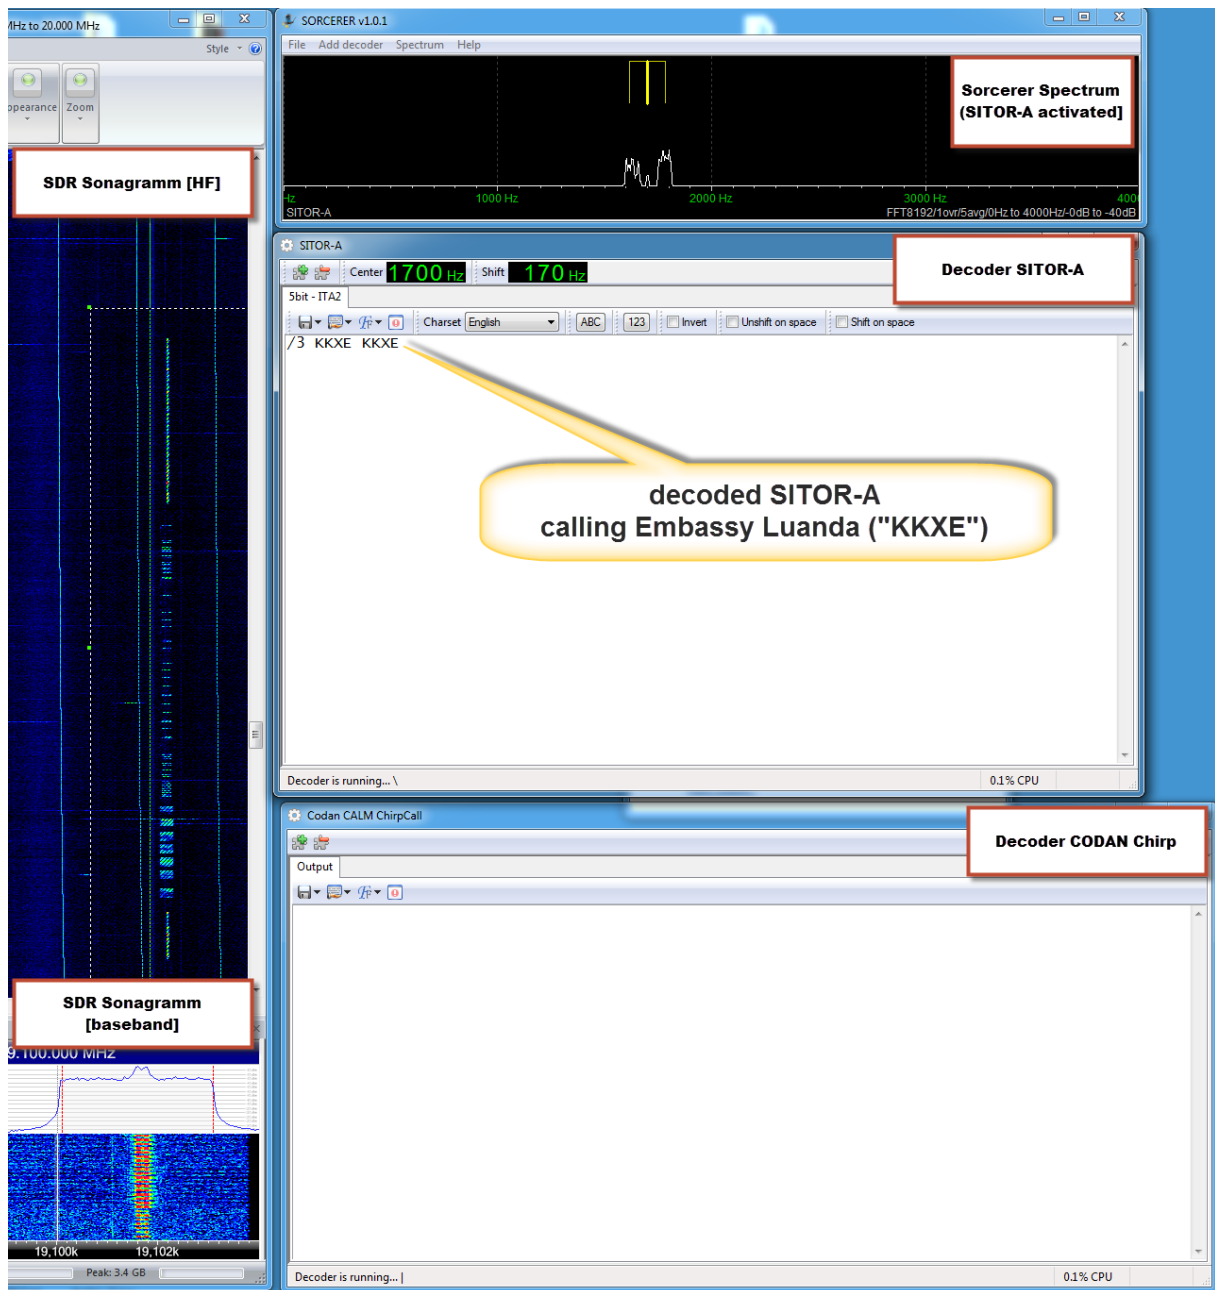 MHz to 20.000 MHz
Style
ppearance
Zoom
SDR Sonagramm [HF]
SDR Sonagramm
[baseband]
9.100.000 MHz
19,100k
19,102k
Peak: 3.4 GB
SORCERER v1.0.1
File Add decoder Spectrum Help
Sorcerer Spectrum
(SITOR-A activated]
Hz
1000 Hz
2000 Hz
3000 Hz
400
SITOR-A
FFT8192/1ovr/5avg/0Hz to 4000Hz/-0dB to -40dB
SITOR-A
Decoder SITOR-A
Center 1700 Hz Shift 170 Hz
5bit - ITA2
Charset English ABC 123 Invert Unshift on space Shift on space
/3 KKXE KKXE
decoded SITOR-A
calling Embassy Luanda ("KKXE")
Decoder is running... \
0.1% CPU
Codan CALM ChirpCall
Decoder CODAN Chirp
Output
Decoder is running... |
0.1% CPU